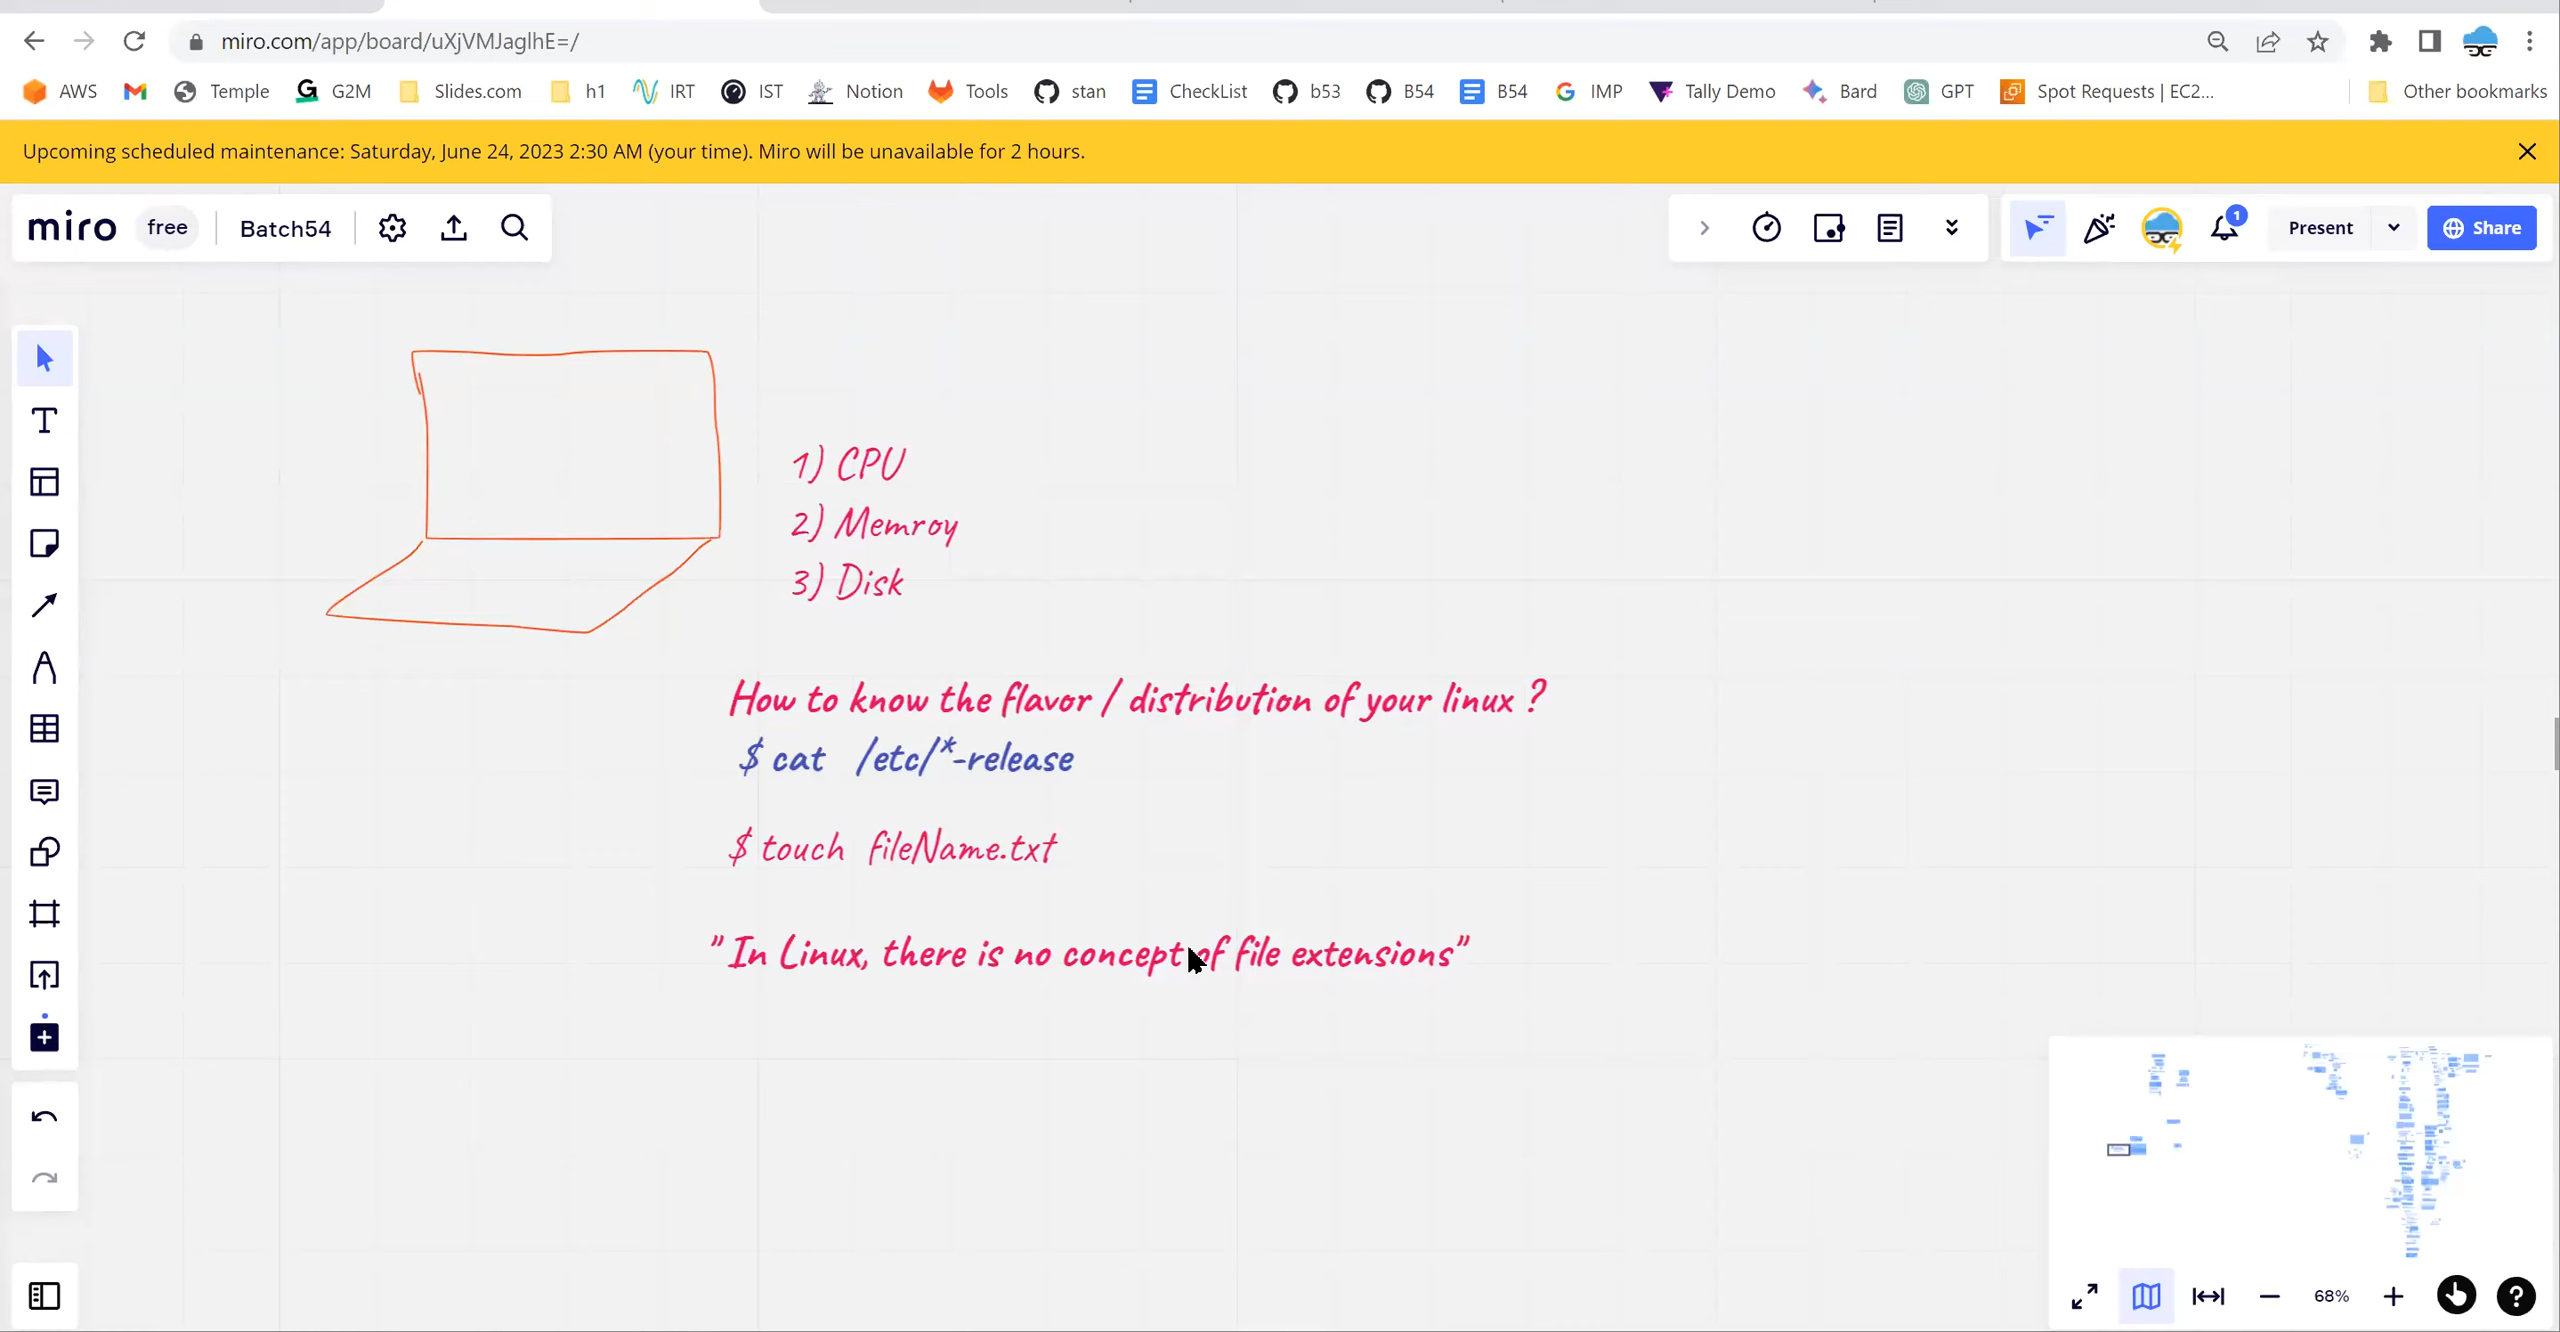 miro.com/app/board/uXjVMJaglhE=/
AWS Temple G2M Slides.com h1 IRT IST Notion Tools stan CheckList b53 B54 B54 IMP Tally Demo Bard GPT Spot Requests | EC2... Other bookmarks
Upcoming scheduled maintenance: Saturday, June 24, 2023 2:30 AM (your time). Miro will be unavailable for 2 hours.
miro free Batch54 1 Present Share
1) CPU
2) Memroy
3) Disk
How to know the flavor / distribution of your linux ?
$ cat /etc/*-release
$ touch fileName.txt
" In Linux, there is no concept of file extensions"
68%